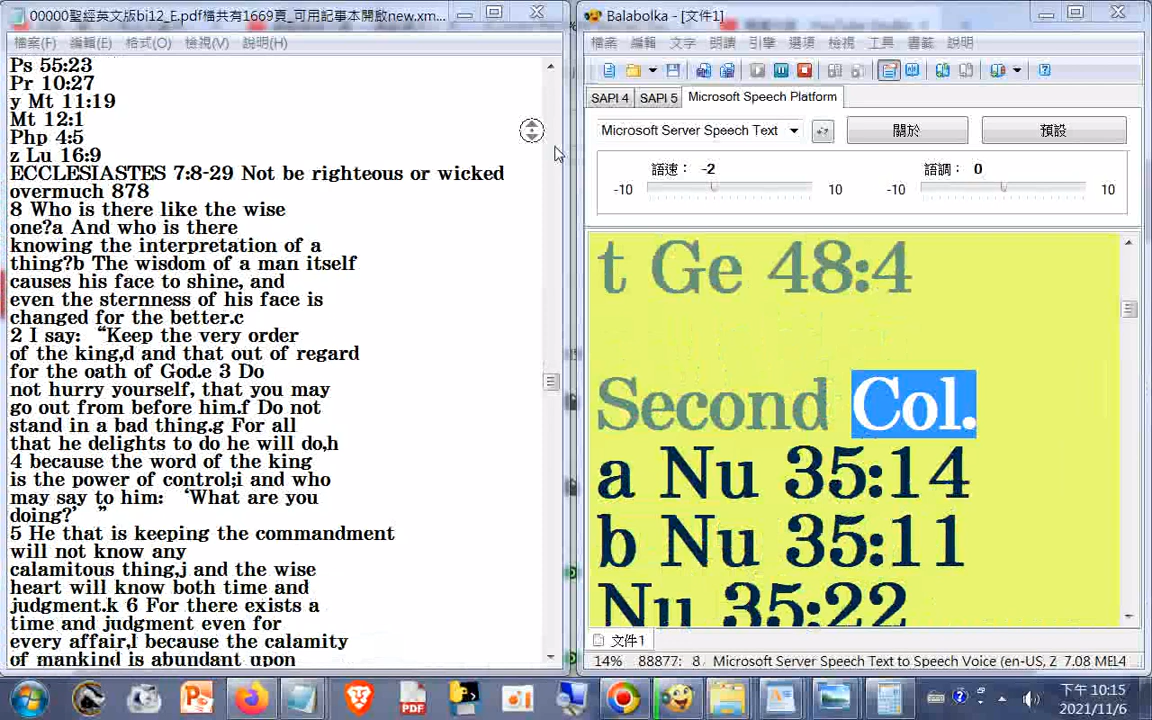 00000聖經英文版bi12_E.pdf檔共有1669頁_可用記事本開啟new.xm...
檔案(F) 編輯(E) 格式(O) 檢視(V) 說明(H)
Ps 55:23
Pr 10:27
y Mt 11:19
Mt 12:1
Php 4:5
z Lu 16:9
ECCLESIASTES 7:8-29 Not be righteous or wicked
overmuch 878
8 Who is there like the wise
one?a And who is there
knowing the interpretation of a
thing?b The wisdom of a man itself
causes his face to shine, and
even the sternness of his face is
changed for the better.c
2 I say: “Keep the very order
of the king,d and that out of regard
for the oath of God.e 3 Do
not hurry yourself, that you may
go out from before him.f Do not
stand in a bad thing.g For all
that he delights to do he will do,h
4 because the word of the king
is the power of control;i and who
may say to him: ‘What are you
doing?’ ”
5 He that is keeping the commandment
will not know any
calamitous thing,j and the wise
heart will know both time and
judgment.k 6 For there exists a
time and judgment even for
every affair,l because the calamity
of mankind is abundant upon
Balabolka - [文件1]
檔案 編輯 文字 朗讀 引擎 選項 檢視 工具 書籤 說明
SAPI 4 SAPI 5 Microsoft Speech Platform
Microsoft Server Speech Text 關於 預設
語速: -2 語調: 0
-10 10 -10 10
t Ge 48:4
Second Col.
a Nu 35:14
b Nu 35:11
Nu 35:22
文件1
14% 88877: 8 Microsoft Server Speech Text to Speech Voice (en-US, Z 7.08 ME L4
PDF
下午 10:15
2021/11/6